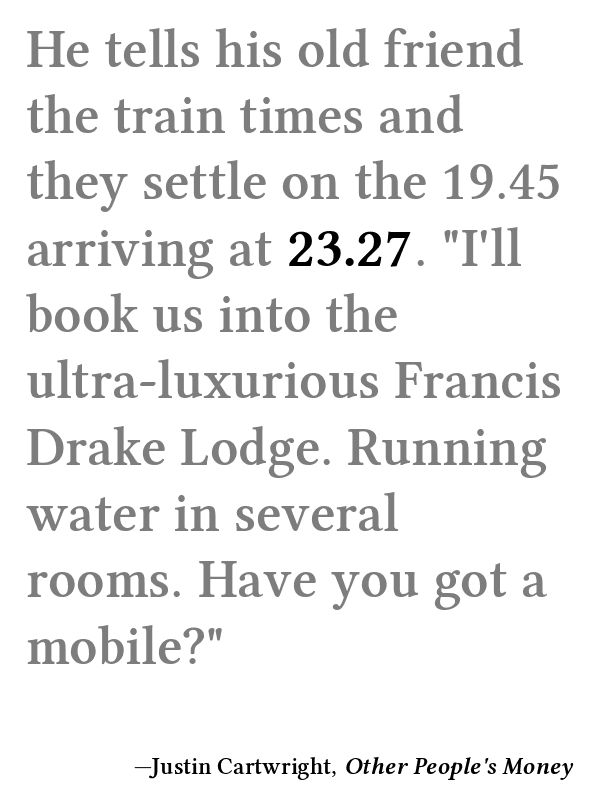 He tells his old friend
the train times and
they settle on the 19.45
arriving at 23.27. "I'll
book us into the
ultra-luxurious Francis
Drake Lodge. Running
water in several
rooms. Have you got a
mobile?"
—Justin Cartwright, Other People's Money